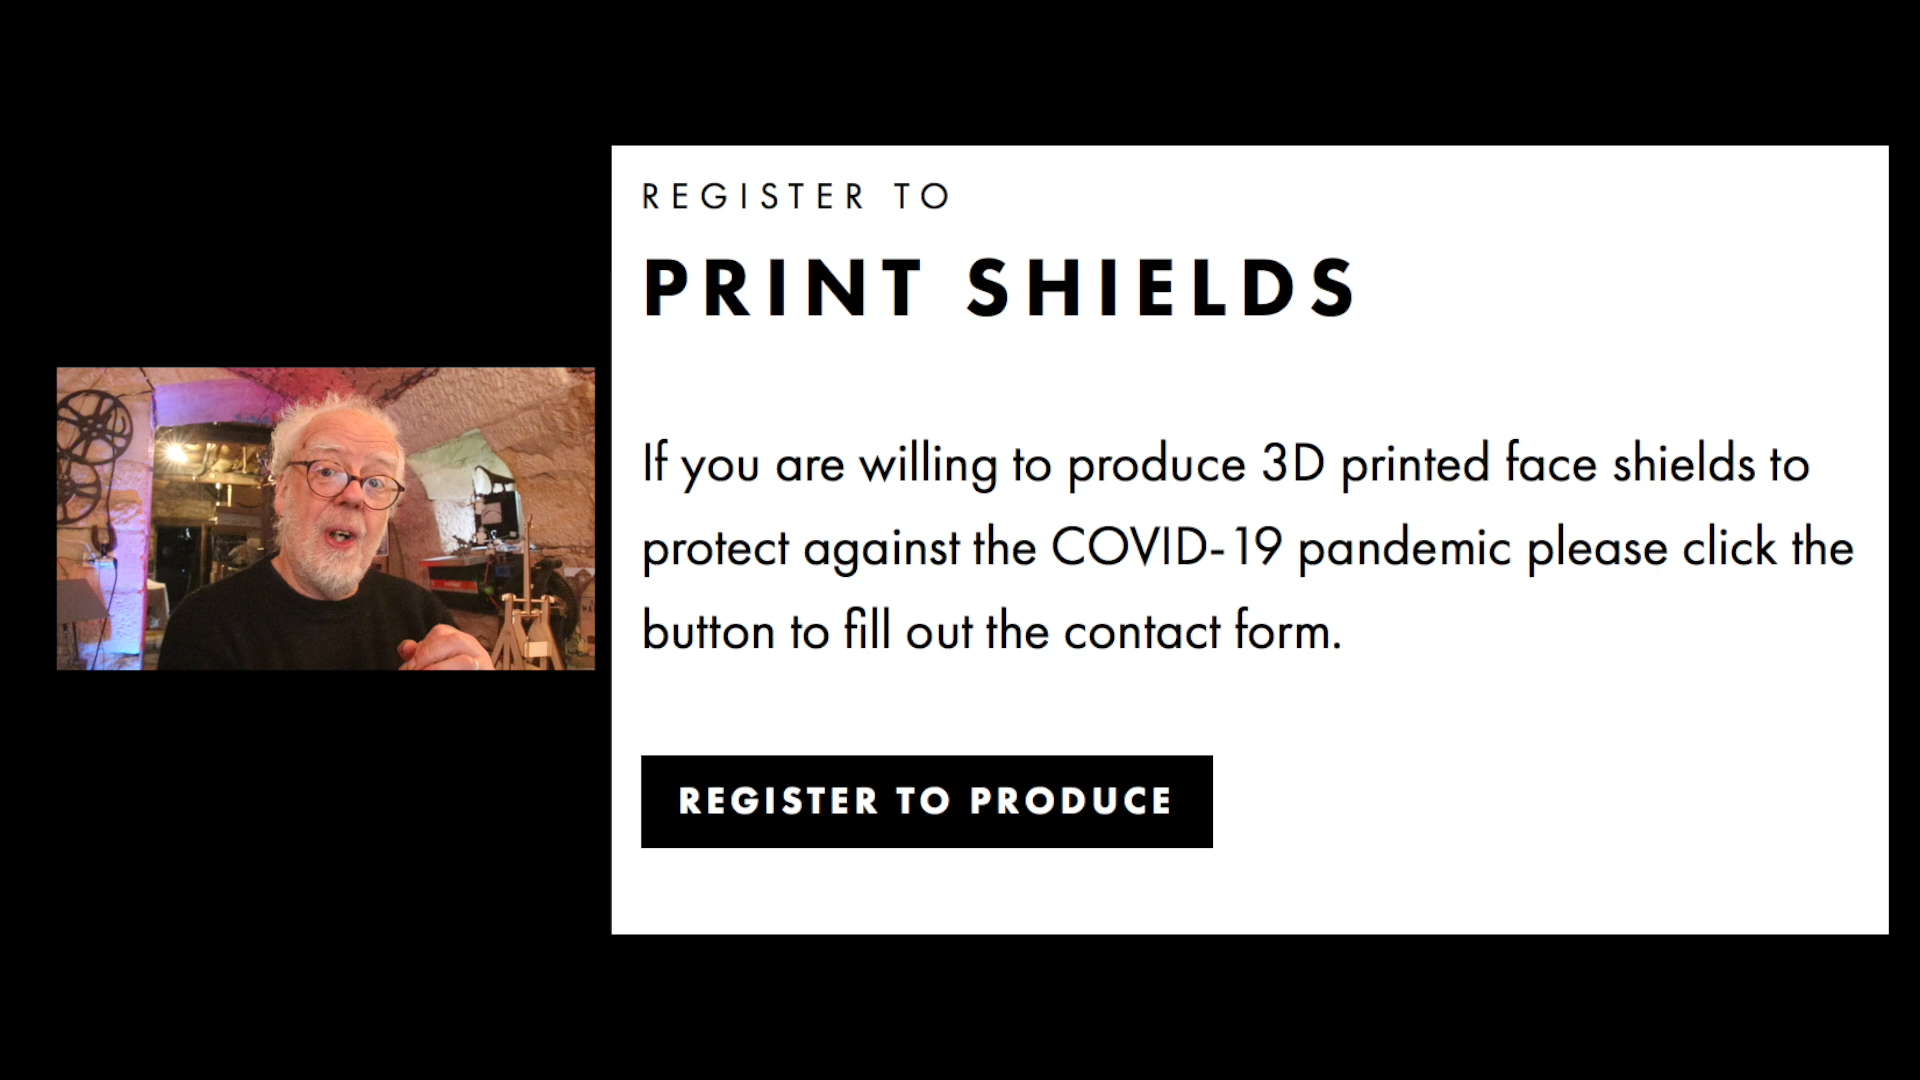 REGISTER TO
PRINT SHIELDS
If you are willing to produce 3D printed face shields to
protect against the COVID-19 pandemic please click the
button to fill out the contact form.
REGISTER TO PRODUCE